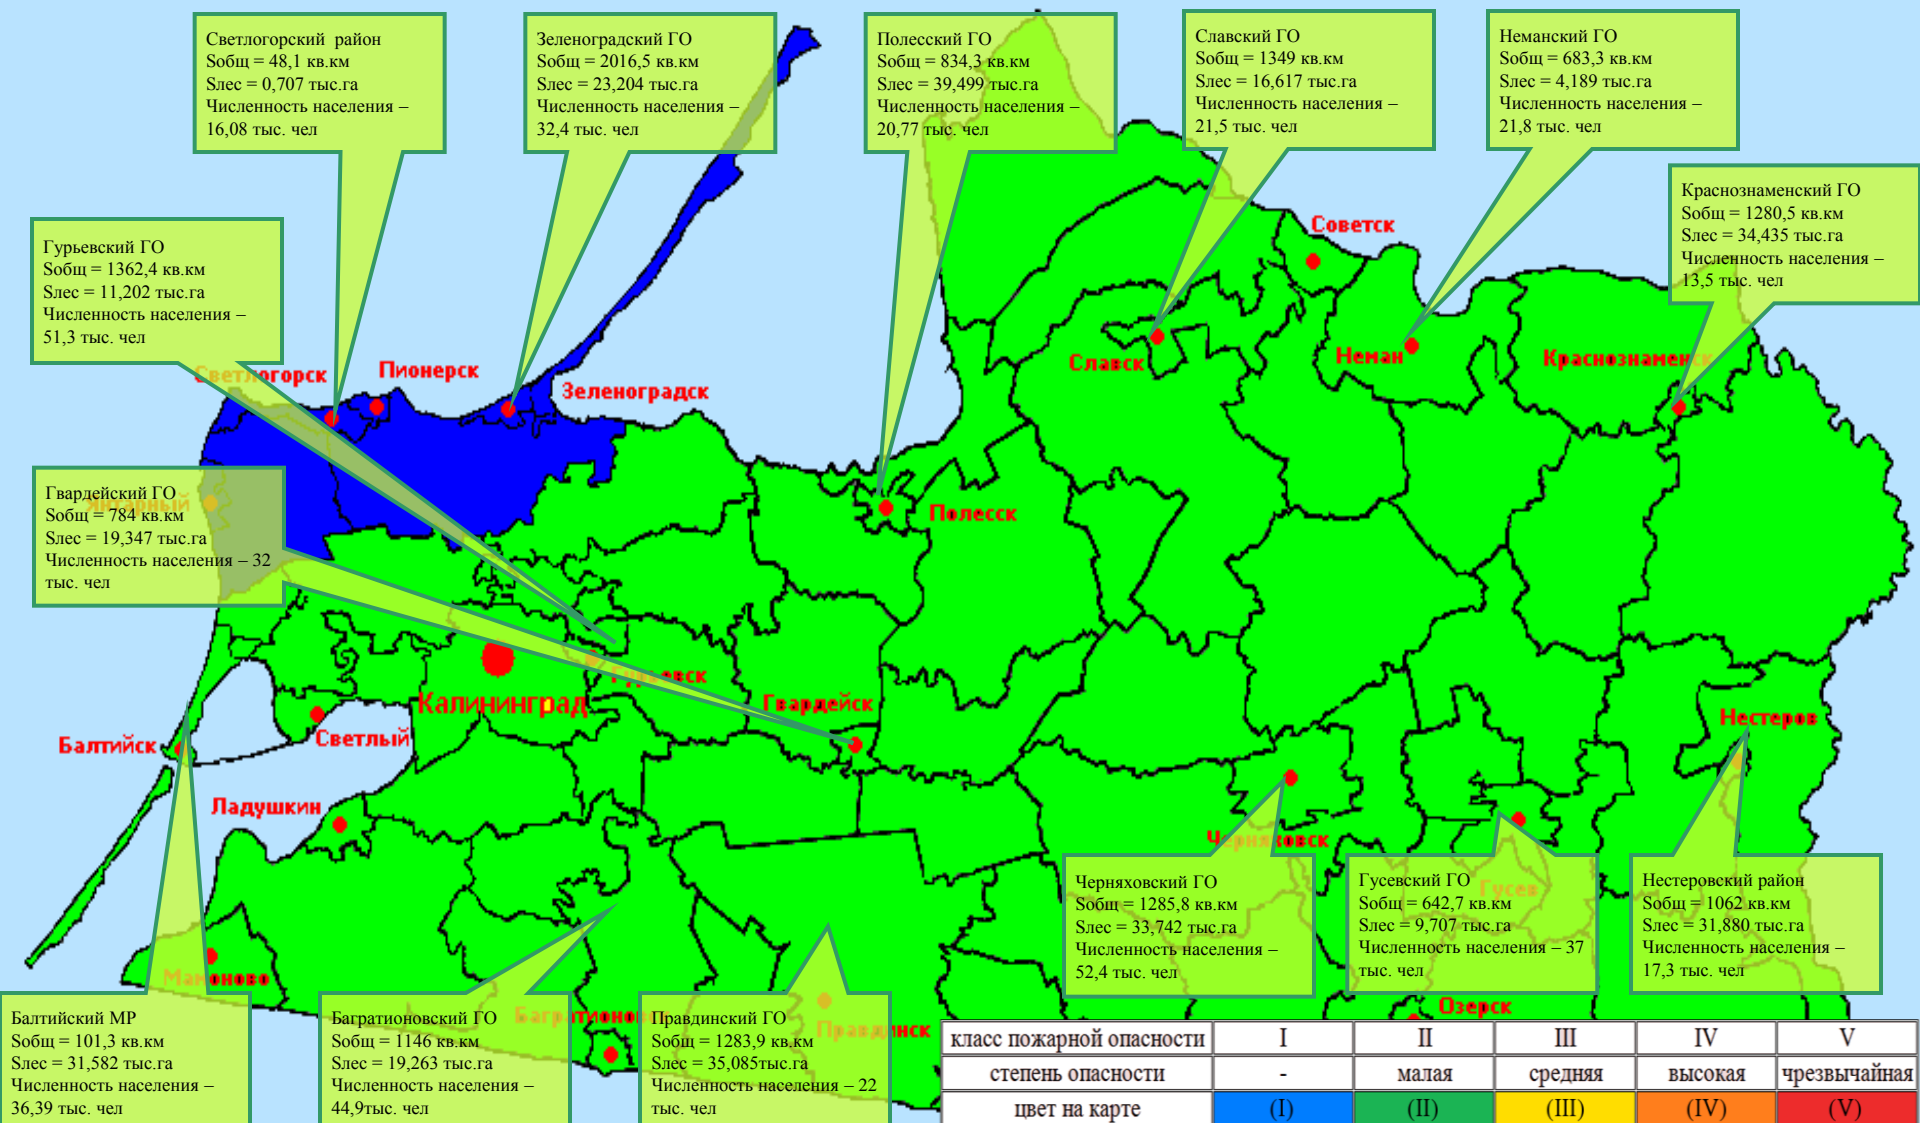 Светлогорский район
Sобщ = 48,1 кв.км
Sлес = 0,707 тыс.га
Численность населения –
16,08 тыс. чел
Зеленоградский ГО
Sобщ = 2016,5 кв.км
Sлес = 23,204 тыс.га
Численность населения –
32,4 тыс. чел
Полесский ГО
Sобщ = 834,3 кв.км
Sлес = 39,499 тыс.га
Численность населения –
20,77 тыс. чел
Славский ГО
Sобщ = 1349 кв.км
Sлес = 16,617 тыс.га
Численность населения –
21,5 тыс. чел
Неманский ГО
Sобщ = 683,3 кв.км
Sлес = 4,189 тыс.га
Численность населения –
21,8 тыс. чел
Краснознаменский ГО
Sобщ = 1280,5 кв.км
Sлес = 34,435 тыс.га
Численность населения –
13,5 тыс. чел
Гурьевский ГО
Sобщ = 1362,4 кв.км
Sлес = 11,202 тыс.га
Численность населения –
51,3 тыс. чел
Советск
Славск
Неман
Краснознаменск
Светлогорск
Пионерск
Зеленоградск
Гвардейский ГО
Sобщ = 784 кв.км
Sлес = 19,347 тыс.га
Численность населения – 32
тыс. чел
Янтарный
Полесск
Гурьевск
Калининград
Гвардейск
Нестеров
Балтийск
Светлый
Ладушкин
Черняховск
Гусев
Мамоново
Багратионовск
Правдинск
Озерск
Черняховский ГО
Sобщ = 1285,8 кв.км
Sлес = 33,742 тыс.га
Численность населения –
52,4 тыс. чел
Гусевский ГО
Sобщ = 642,7 кв.км
Sлес = 9,707 тыс.га
Численность населения – 37
тыс. чел
Нестеровский район
Sобщ = 1062 кв.км
Sлес = 31,880 тыс.га
Численность населения –
17,3 тыс. чел
Балтийский МР
Sобщ = 101,3 кв.км
Sлес = 31,582 тыс.га
Численность населения –
36,39 тыс. чел
Багратионовский ГО
Sобщ = 1146 кв.км
Sлес = 19,263 тыс.га
Численность населения –
44,9тыс. чел
Правдинский ГО
Sобщ = 1283,9 кв.км
Sлес = 35,085тыс.га
Численность населения – 22
тыс. чел
класс пожарной опасности I II III IV V
степень опасности - малая средняя высокая чрезвычайная
цвет на карте (I) (II) (III) (IV) (V)